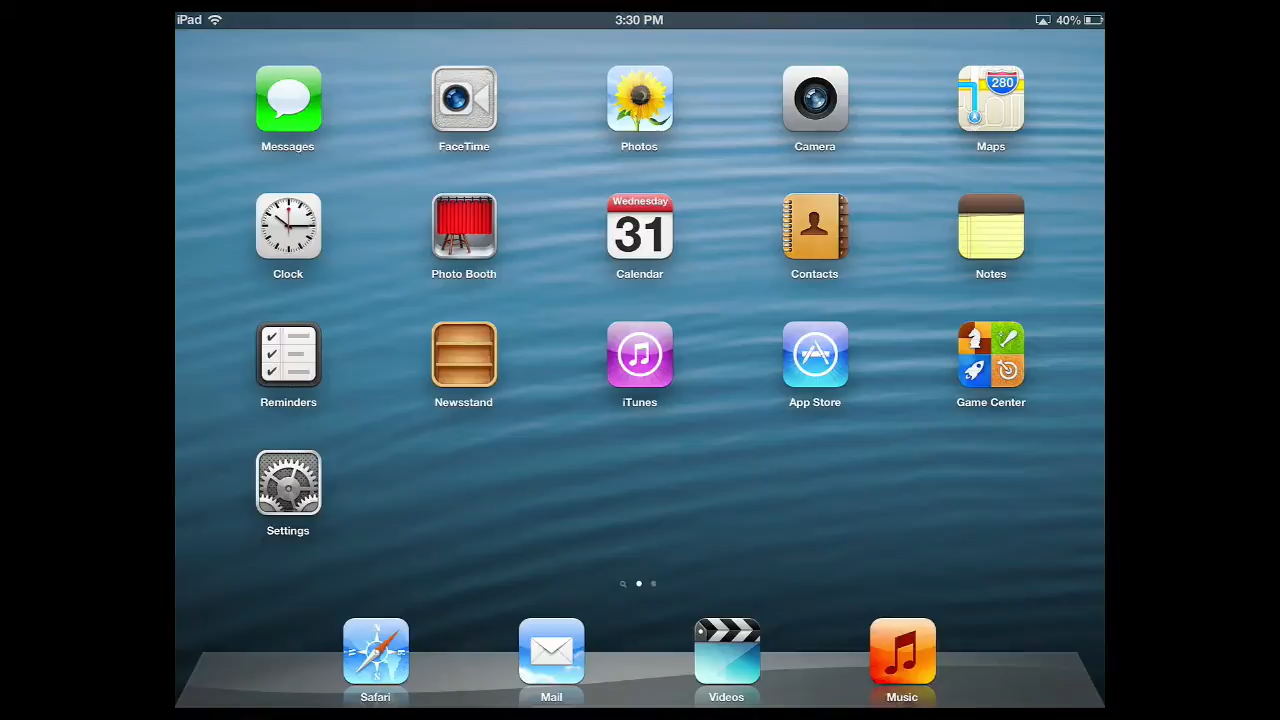 iPad 3:30 PM 40%
280
Messages FaceTime Photos Camera Maps
Wednesday
31
Clock Photo Booth Calendar Contacts Notes
Reminders Newsstand iTunes App Store Game Center
Settings
N
Safari Mail Videos Music